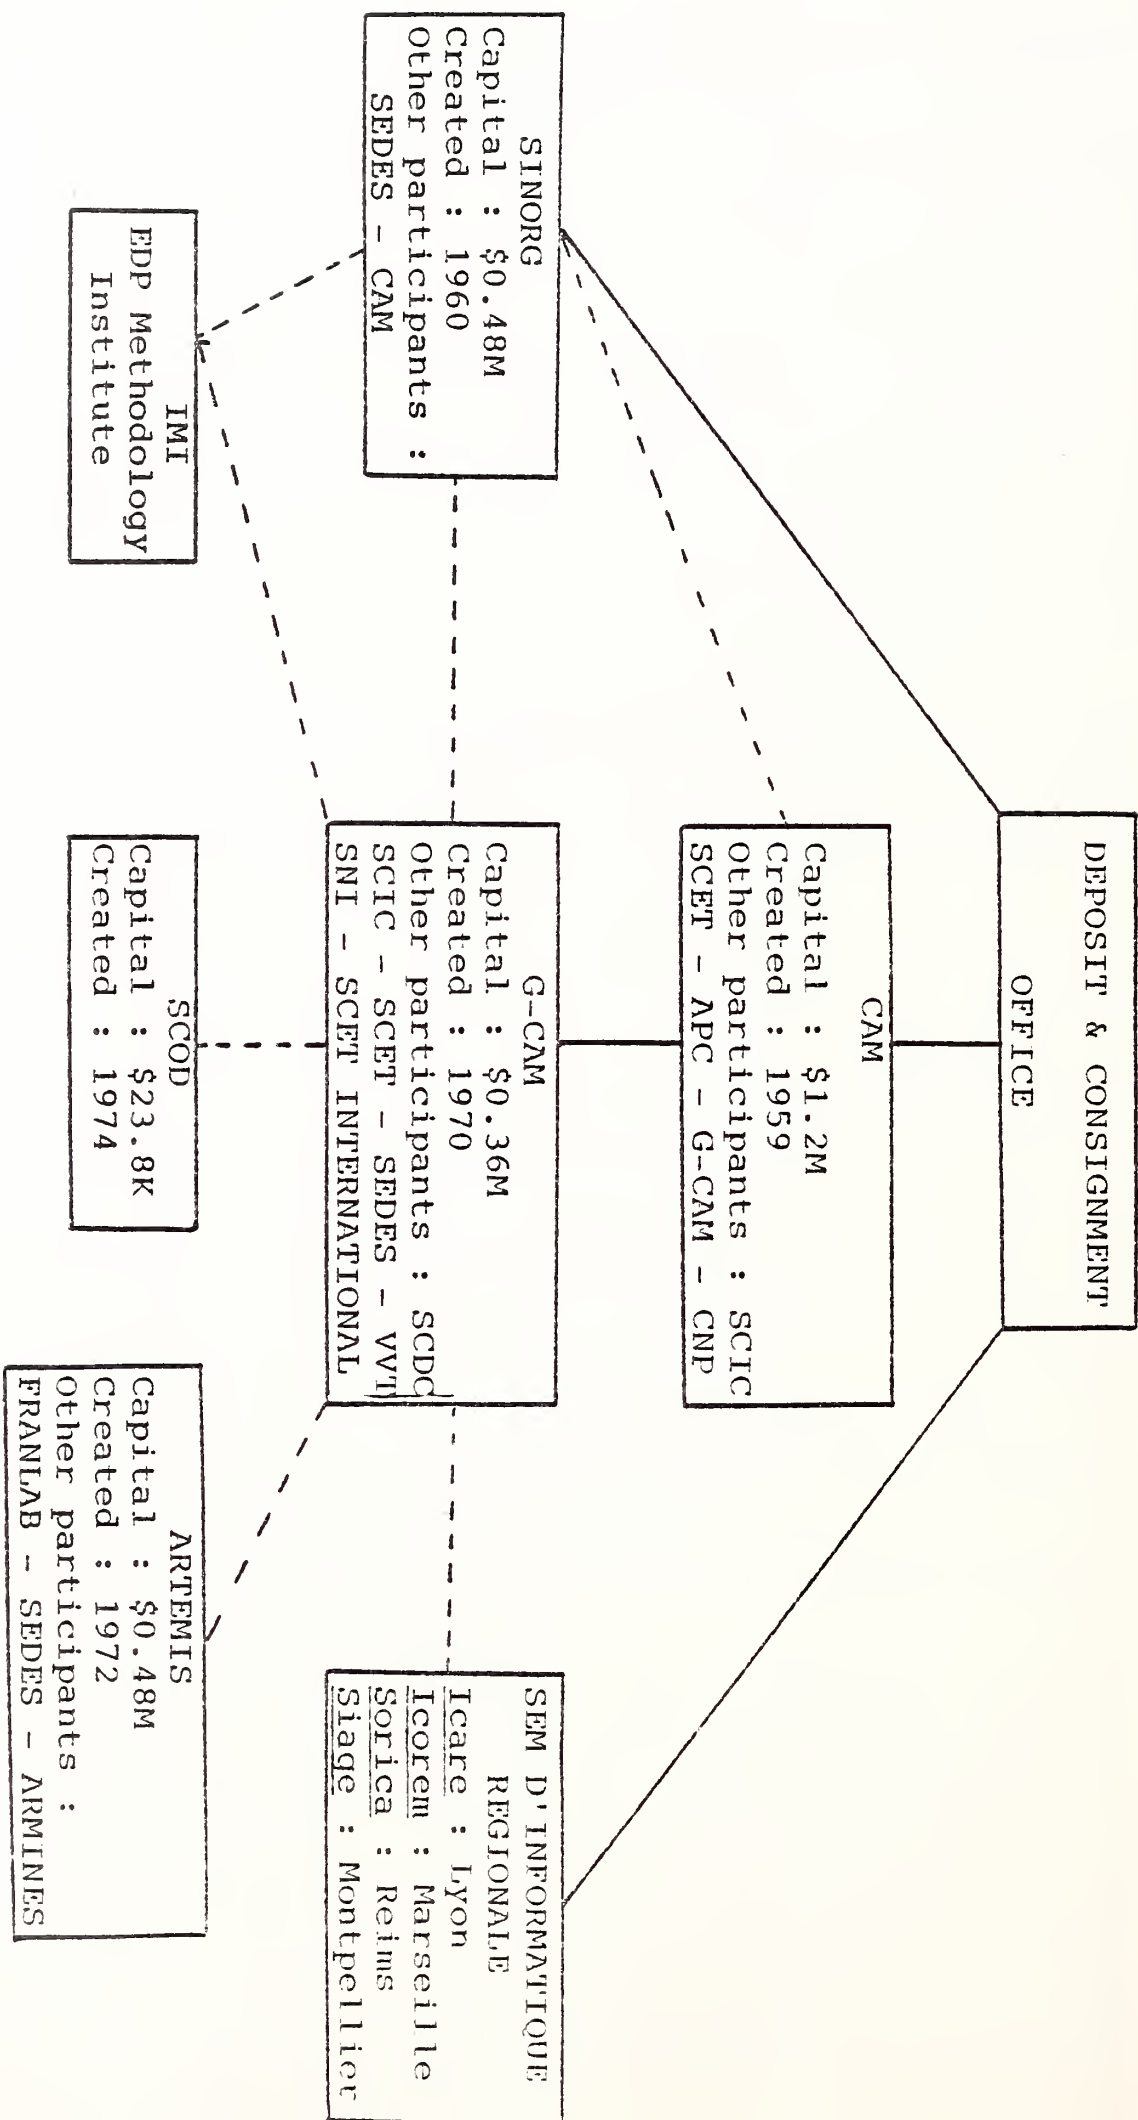 DEPOSIT & CONSIGNMENT
OFFICE
SINORG
Capital : $0.48M
Created : 1960
Other participants :
SEDES - CAM
CAM
Capital : $1.2M
Created : 1959
Other participants : SCIC
SCET - APC - G-CAM - CNP
G-CAM
Capital : $0.36M
Created : 1970
Other participants : SCDC
SCIC - SCET - SEDES - VVT
SNI - SCET INTERNATIONAL
SEM D'INFORMATIQUE
REGIONALE
Icare : Lyon
Icorem : Marseille
Sorica : Reims
Siage : Montpellier
IMI
EDP Methodology
Institute
SCOD
Capital : $23.8K
Created : 1974
ARTEMIS
Capital : $0.48M
Created : 1972
Other participants :
FRANLAB - SEDES - ARMINES